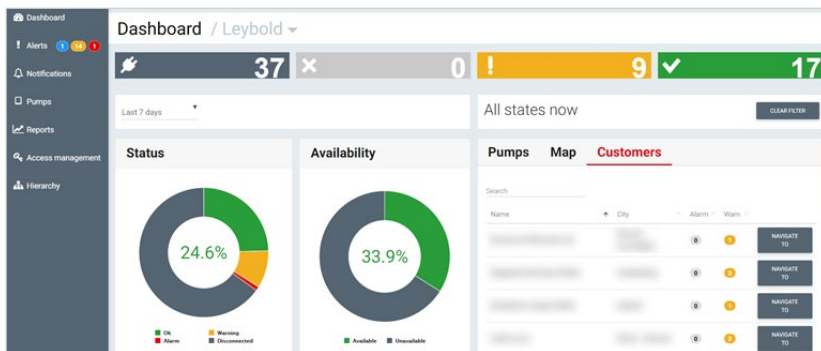 Dashboard
Alerts 1 14 1
Notifications
Pumps
Reports
Access management
Hierarchy
Dashboard / Leybold
37
0
9
17
Last 7 days
All states now
CLEAR FILTER
Status
24.6%
Ok
Warning
Alarm
Disconnected
Availability
33.9%
Available
Unavailable
Pumps Map Customers
Search
Name City Alarm Warn.
0 1 NAVIGATE TO
0 3 NAVIGATE TO
0 1 NAVIGATE TO
0 2 NAVIGATE TO